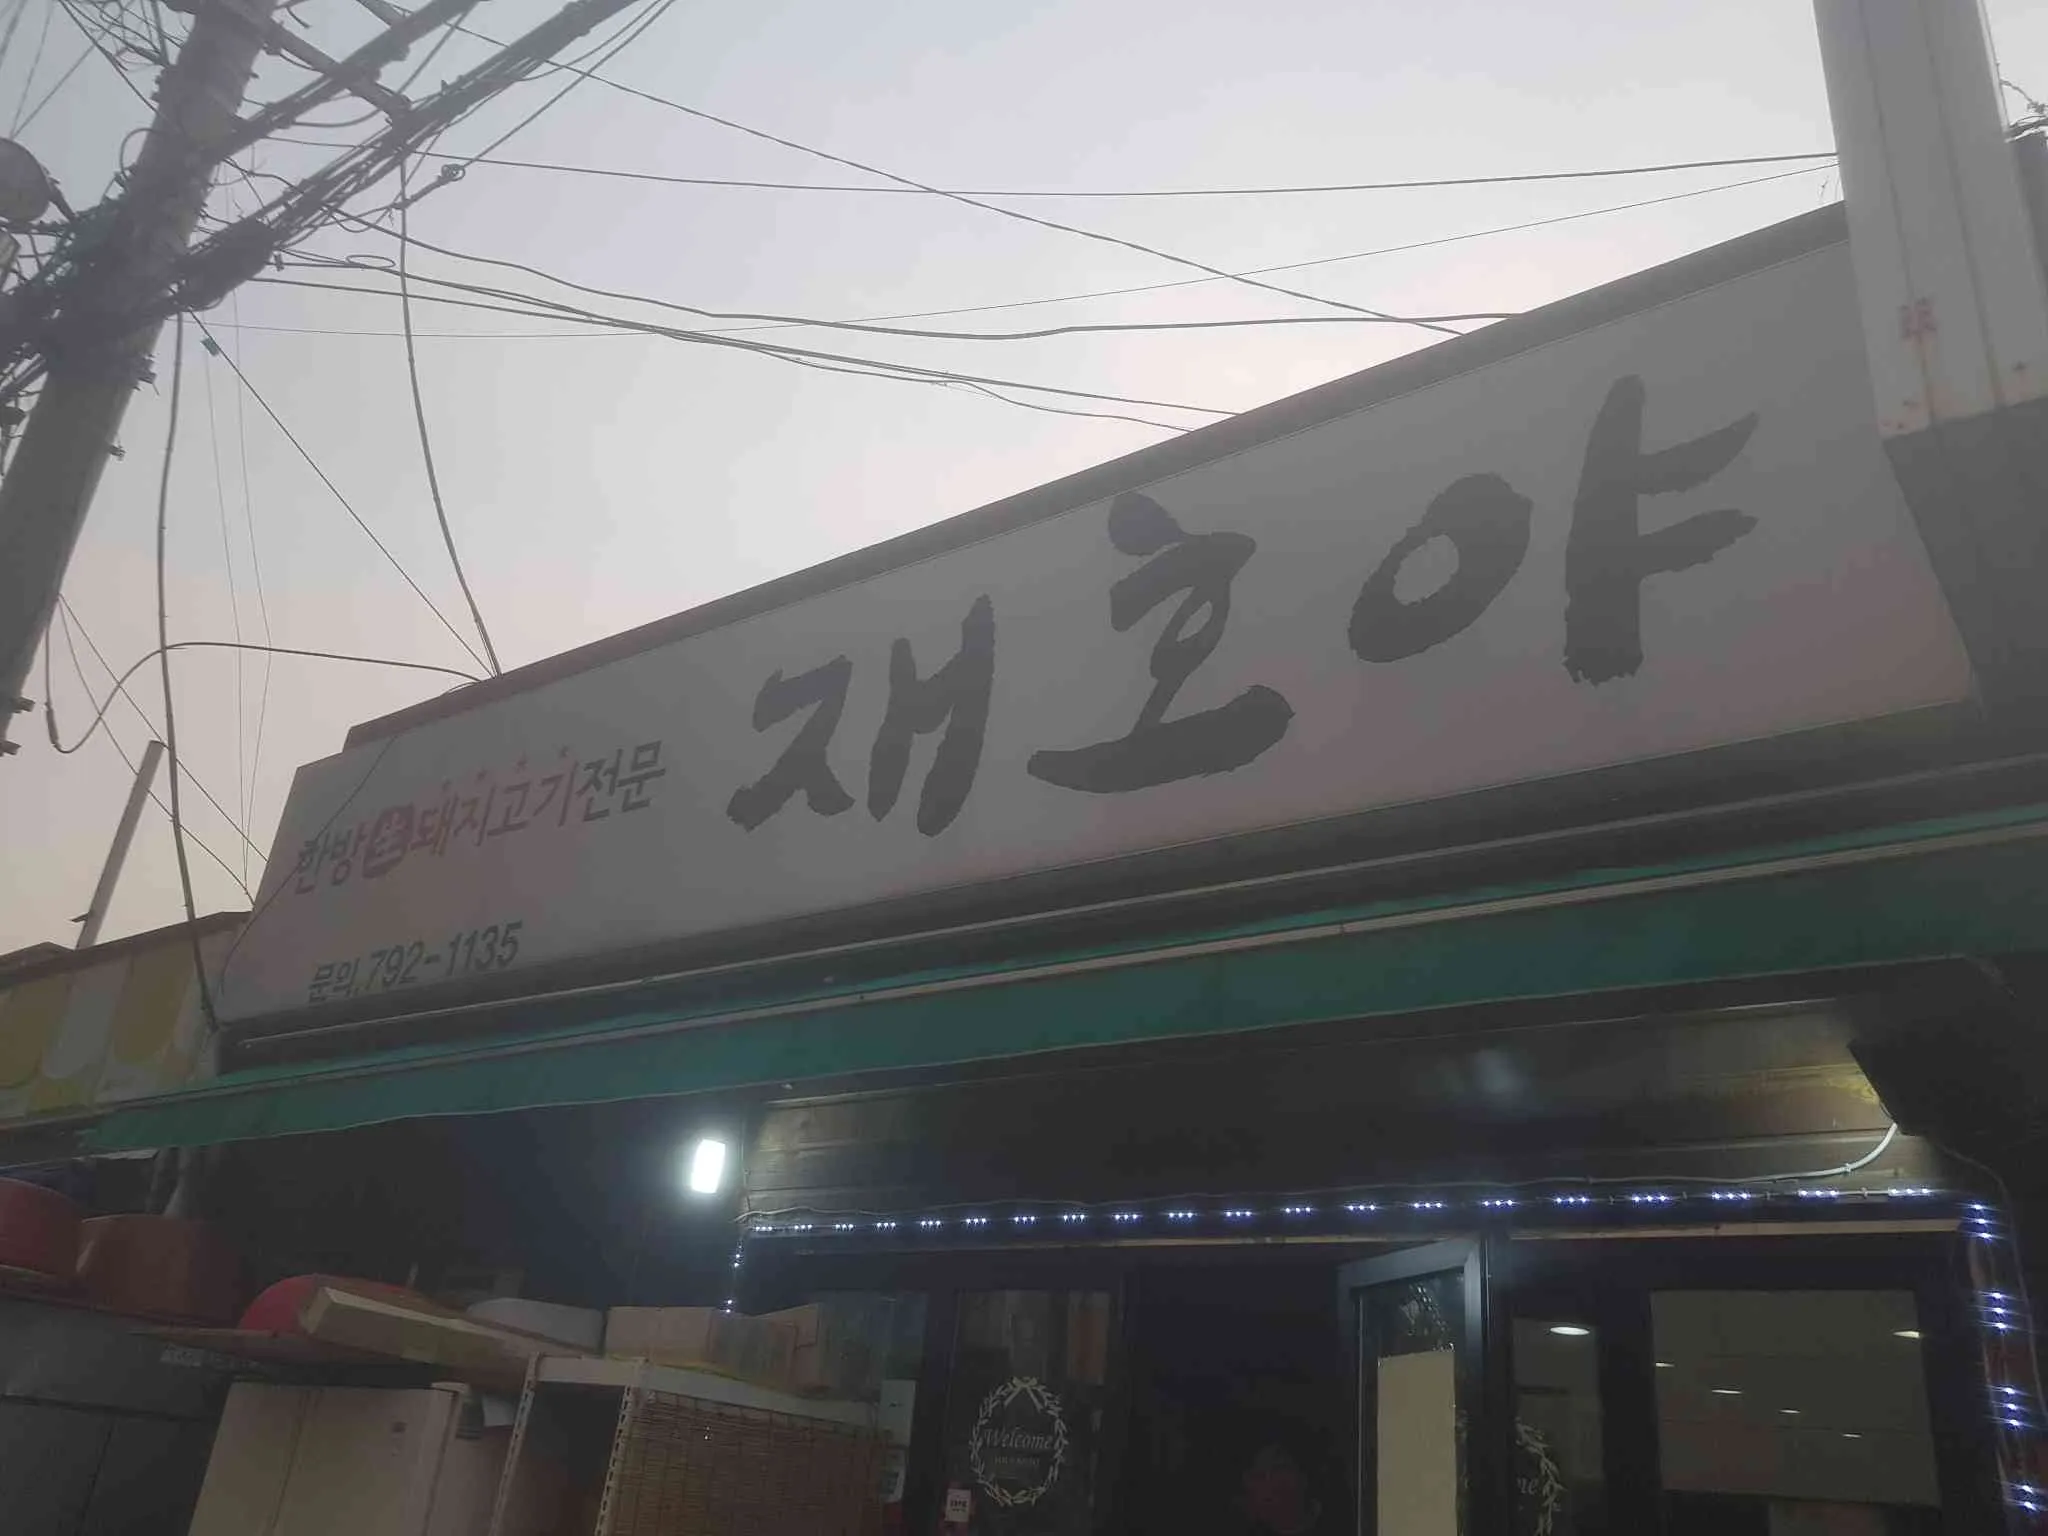 한방 돼지고기전문
재호야
문의.792-1135
Welcome